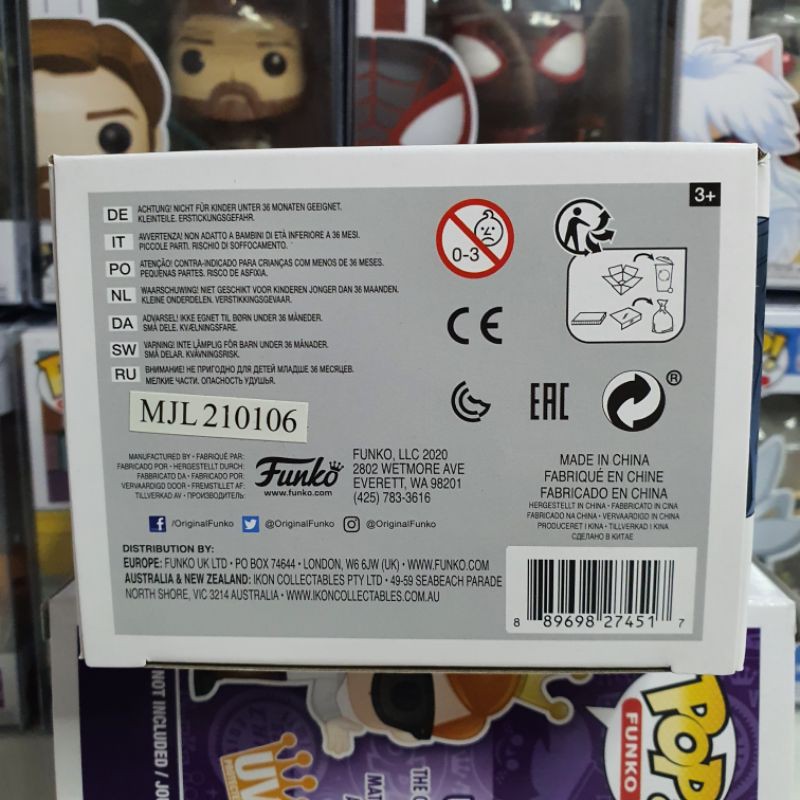 3+
DE ACHTUNG! NICHT FÜR KINDER UNTER 36 MONATEN GEEIGNET.
KLEINTEILE. ERSTICKUNGSGEFAHR.
IT AVVERTENZA! NON ADATTO A BAMBINI DI ETÀ INFERIORE A 36 MESI.
PICCOLE PARTI. RISCHIO DI SOFFOCAMENTO.
PO ATENÇÃO! CONTRA-INDICADO PARA CRIANÇAS COM MENOS DE 36 MESES.
PEQUENAS PARTES. RISCO DE ASFIXIA.
NL WAARSCHUWING! NIET GESCHIKT VOOR KINDEREN JONGER DAN 36 MAANDEN.
KLEINE ONDERDELEN. VERSTIKKINGSGEVAAR.
DA ADVARSEL! IKKE EGNET TIL BØRN UNDER 36 MÅNEDER.
SMÅ DELE. KVÆLNINGSFARE.
SW VARNING! INTE LÄMPLIG FÖR BARN UNDER 36 MÅNADER.
SMÅ DELAR. KVÄVNINGSRISK.
RU ВНИМАНИЕ! НЕ ПРИГОДНО ДЛЯ ДЕТЕЙ МЛАДШЕ 36 МЕСЯЦЕВ.
МЕЛКИЕ ЧАСТИ. ОПАСНОСТЬ УДУШЬЯ.
0-3
CE
EAC
®
MJL 210106
MANUFACTURED BY • FABRIQUÉ PAR:
FABRICADO POR • HERGESTELLT DURCH:
FABBRICATO DA • FABRICADO POR:
VERVAARDIGD DOOR • FREMSTILLET AF:
TILLVERKAD AV • ПРОИЗВОДИТЕЛЬ:
Funko
www.funko.com
FUNKO, LLC 2020
2802 WETMORE AVE
EVERETT, WA 98201
(425) 783-3616
MADE IN CHINA
FABRIQUÉ EN CHINE
FABRICADO EN CHINA
HERGESTELLT IN CHINA • FABBRICATO IN CINA
FABRICADO NA CHINA • VERVAARDIGD IN CHINA
PRODUCERET I KINA • TILLVERKAD I KINA
СДЕЛАНО В КИТАЕ
/OriginalFunko @OriginalFunko @OriginalFunko
DISTRIBUTION BY:
EUROPE: FUNKO UK LTD • PO BOX 74644 • LONDON, W6 6JW (UK) • WWW.FUNKO.COM
AUSTRALIA & NEW ZEALAND: IKON COLLECTABLES PTY LTD • 49-59 SEABEACH PARADE
NORTH SHORE, VIC 3214 AUSTRALIA • WWW.IKONCOLLECTABLES.COM.AU
8 89698 27451 7
NOT INCLUDED
POP
FUNKO